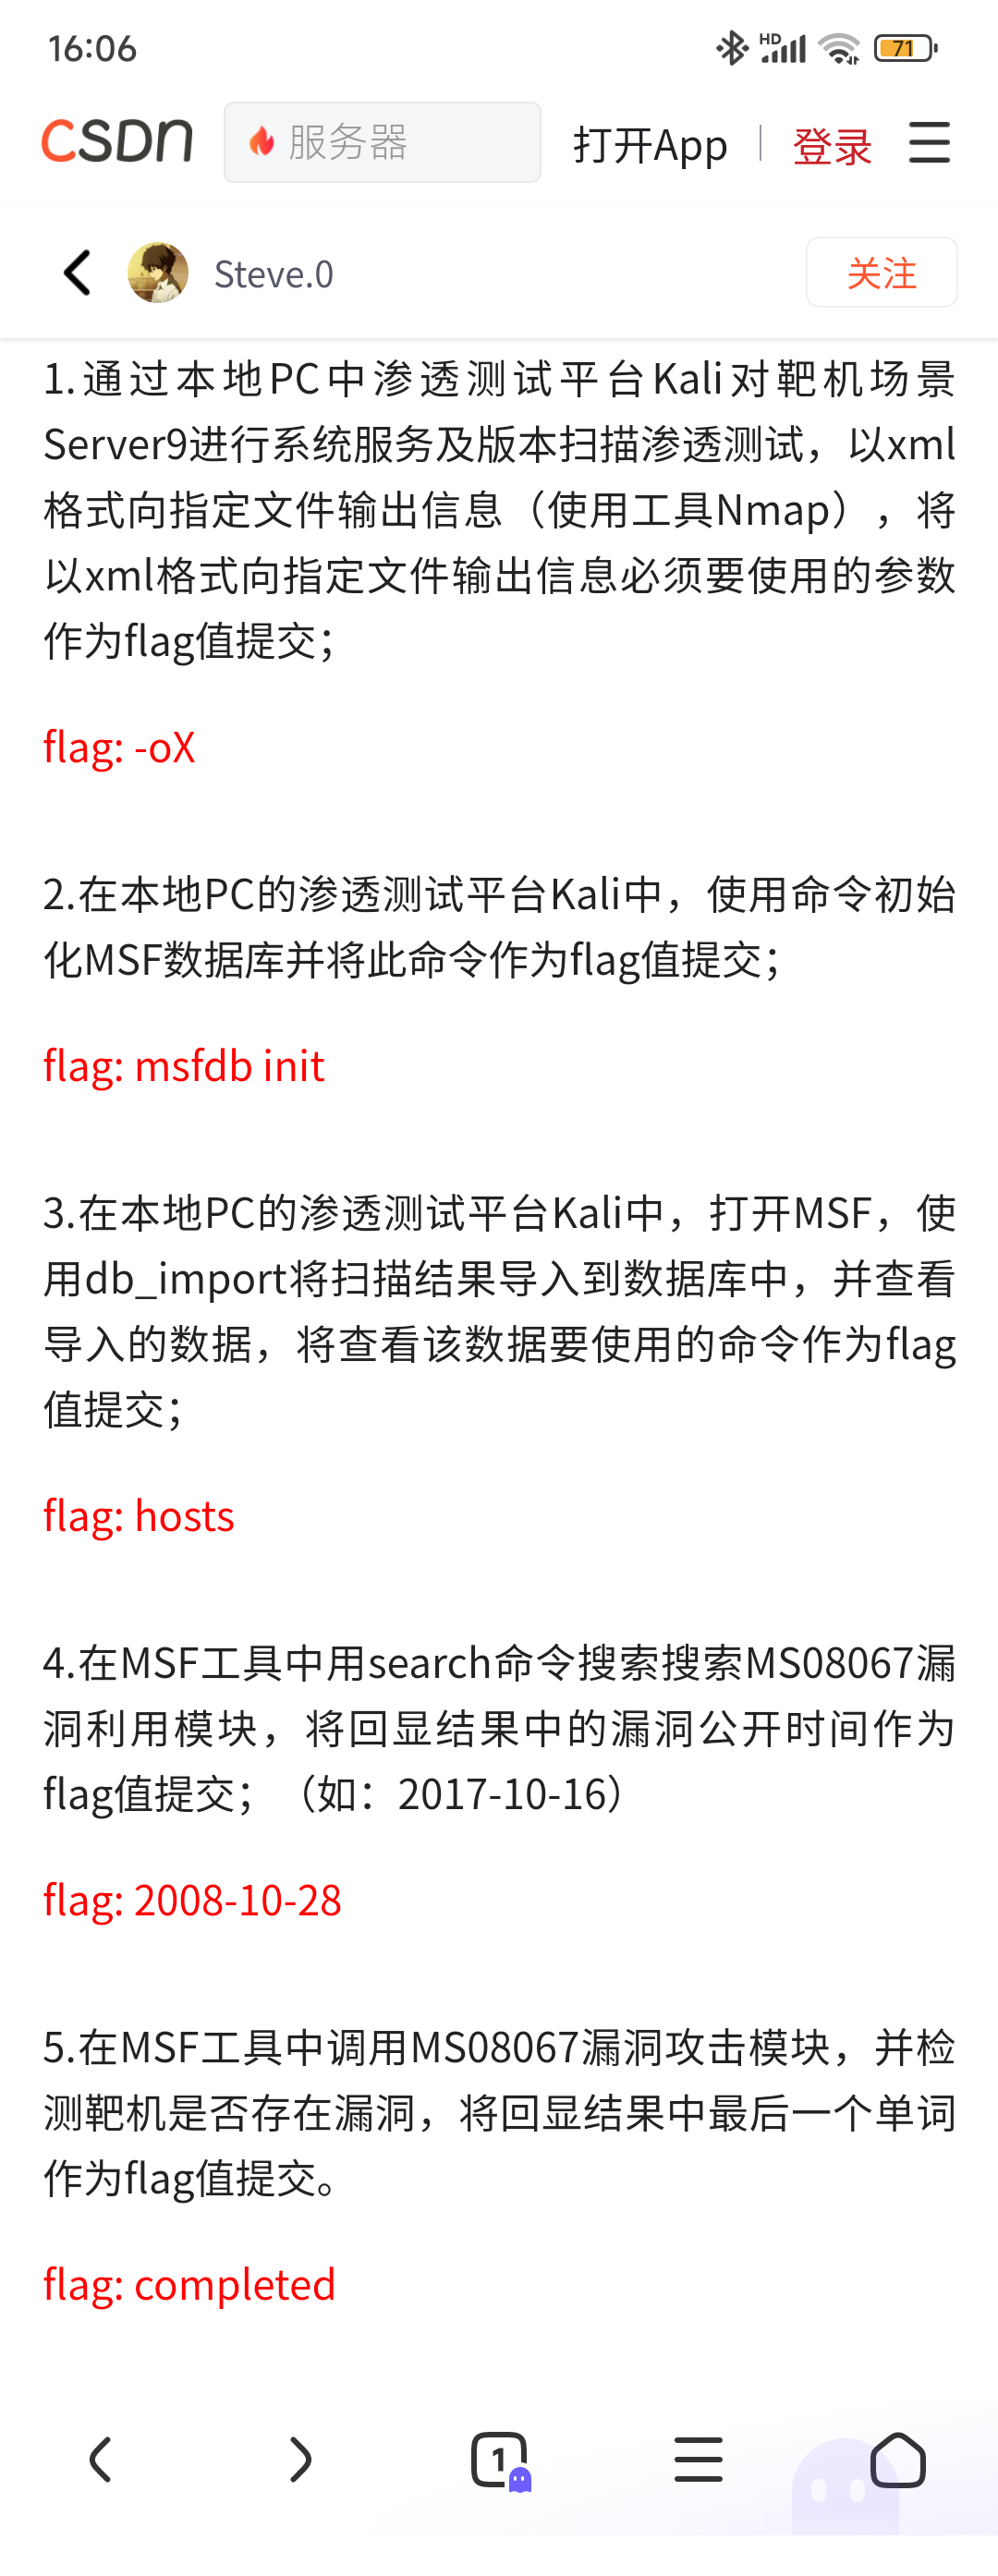 16:06
HD
71
CSDN
服务器
打开App
登录
Steve.0
关注
1.通过本地PC中渗透测试平台Kali对靶机场景
Server9进行系统服务及版本扫描渗透测试，以xml
格式向指定文件输出信息（使用工具Nmap），将
以xml格式向指定文件输出信息必须要使用的参数
作为flag值提交；
flag: -oX
2.在本地PC的渗透测试平台Kali中，使用命令初始
化MSF数据库并将此命令作为flag值提交；
flag: msfdb init
3.在本地PC的渗透测试平台Kali中，打开MSF，使
用db_import将扫描结果导入到数据库中，并查看
导入的数据，将查看该数据要使用的命令作为flag
值提交；
flag: hosts
4.在MSF工具中用search命令搜索搜索MS08067漏
洞利用模块，将回显结果中的漏洞公开时间作为
flag值提交；（如：2017-10-16）
flag: 2008-10-28
5.在MSF工具中调用MS08067漏洞攻击模块，并检
测靶机是否存在漏洞，将回显结果中最后一个单词
作为flag值提交。
flag: completed
1